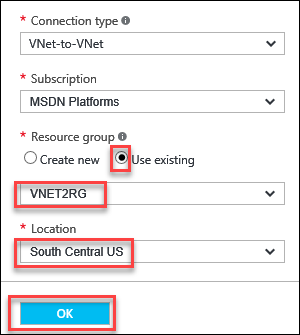 * Connection type
VNet-to-VNet
* Subscription
MSDN Platforms
* Resource group
Create new Use existing
VNET2RG
* Location
South Central US
OK